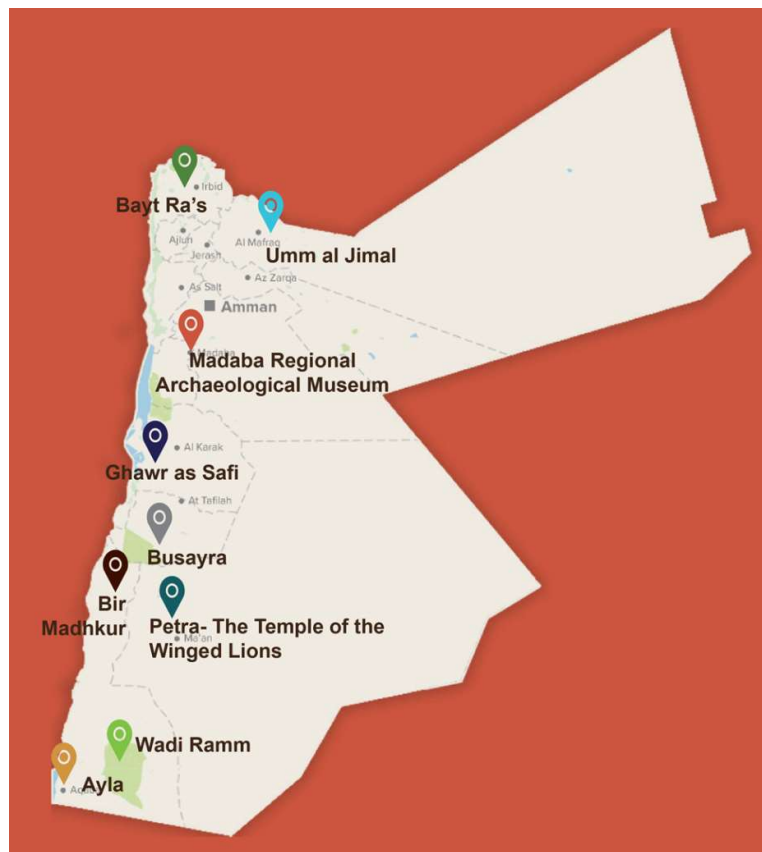 Irbid
Bayt Ra's
Ajlun
Jerash
Al Mafraq
Umm al Jimal
As Salt
Az Zarqa
Amman
Madaba
Madaba Regional
Archaeological Museum
Al Karak
Ghawr as Safi
At Tafilah
Busayra
Bir
Madhkur
Petra- The Temple of the
Winged Lions
Ma'an
Wadi Ramm
Ayla